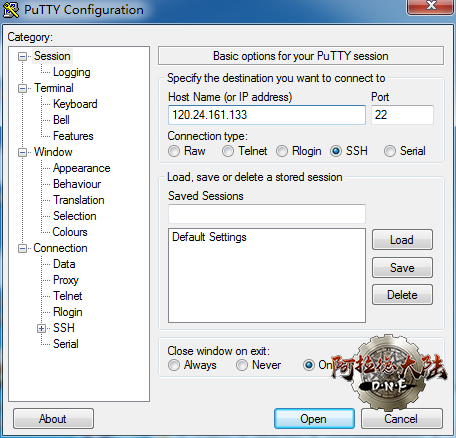 PuTTY Configuration
Category:
Session
Logging
Terminal
Keyboard
Bell
Features
Window
Appearance
Behaviour
Translation
Selection
Colours
Connection
Data
Proxy
Telnet
Rlogin
SSH
Serial
Basic options for your PuTTY session
Specify the destination you want to connect to
Host Name (or IP address) Port
120.24.161.133 22
Connection type:
Raw Telnet Rlogin SSH Serial
Load, save or delete a stored session
Saved Sessions
Default Settings
Load
Save
Delete
Close window on exit:
Always Never On
阿拉德大陆
D·N·F
About Open Cancel